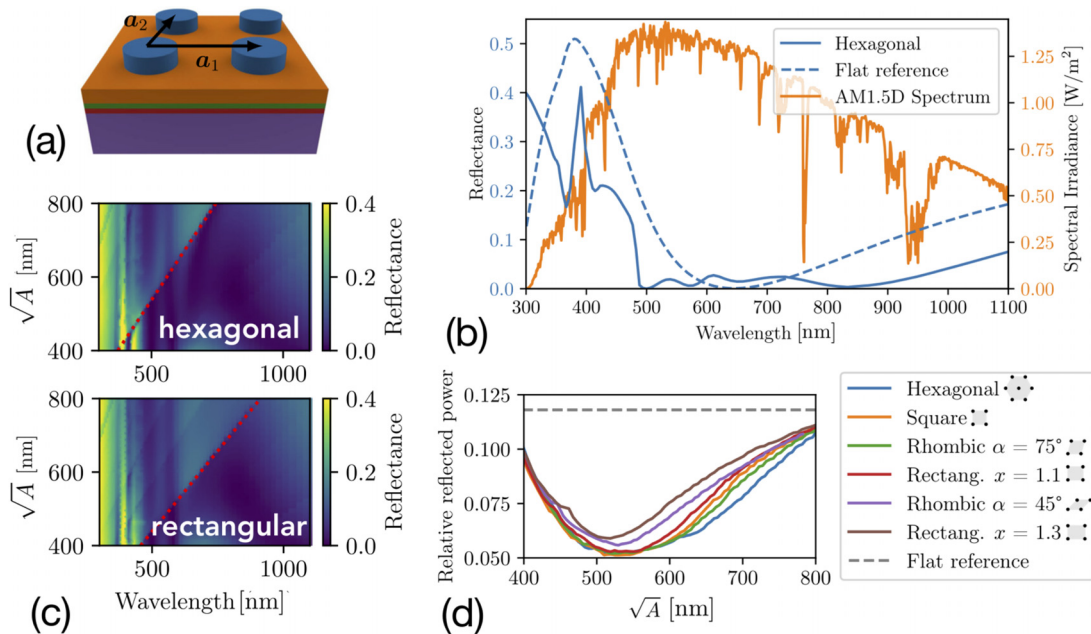 (a)
a₂
a₁
(b)
Reflectance
0.5
0.4
0.3
0.2
0.1
0.0
300 400 500 600 700 800 900 1000 1100
Wavelength [nm]
Hexagonal
Flat reference
AM1.5D Spectrum
1.25
1.00
0.75
0.50
0.25
0.00
Spectral Irradiance [W/m²]
(c)
√A [nm]
800
600
400
hexagonal
500 1000
0.4
0.2
0.0
Reflectance
√A [nm]
800
600
400
rectangular
500 1000
0.4
0.2
0.0
Reflectance
Wavelength [nm]
(d)
Relative reflected power
0.125
0.100
0.075
0.050
400 500 600 700 800
√A [nm]
Hexagonal
Square
Rhombic α = 75°
Rectang. x = 1.1
Rhombic α = 45°
Rectang. x = 1.3
Flat reference